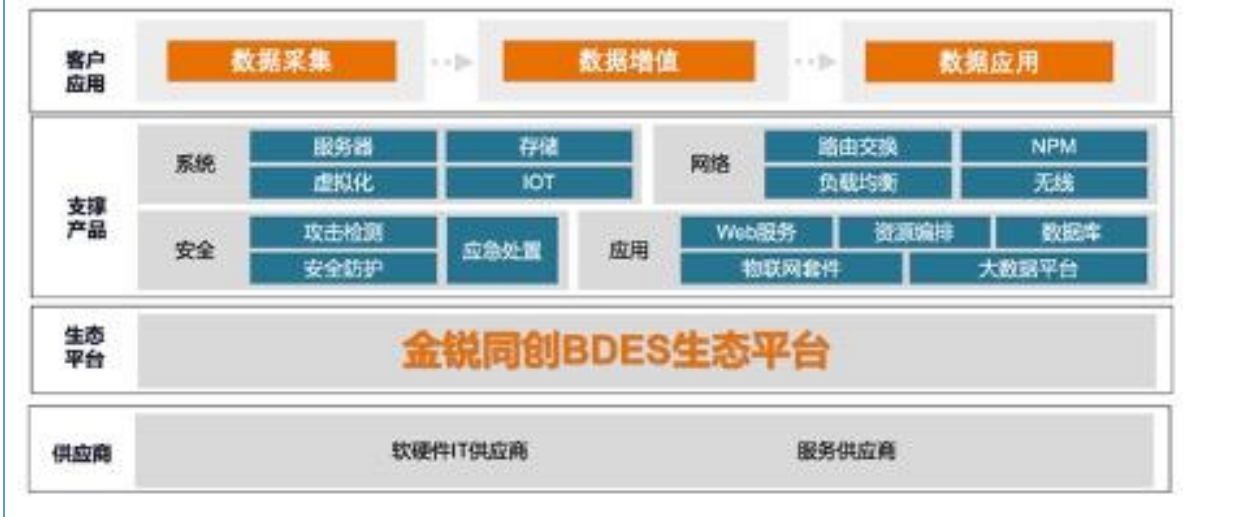 客户
应用
数据采集
数据增值
数据应用
支撑
产品
系统
服务器
存储
虚拟化
IOT
网络
路由交换
NPM
负载均衡
无线
安全
攻击检测
安全防护
应急处置
应用
Web服务
资源编排
数据库
物联网套件
大数据平台
生态
平台
金锐同创BDES生态平台
供应商
软硬件IT供应商
服务供应商